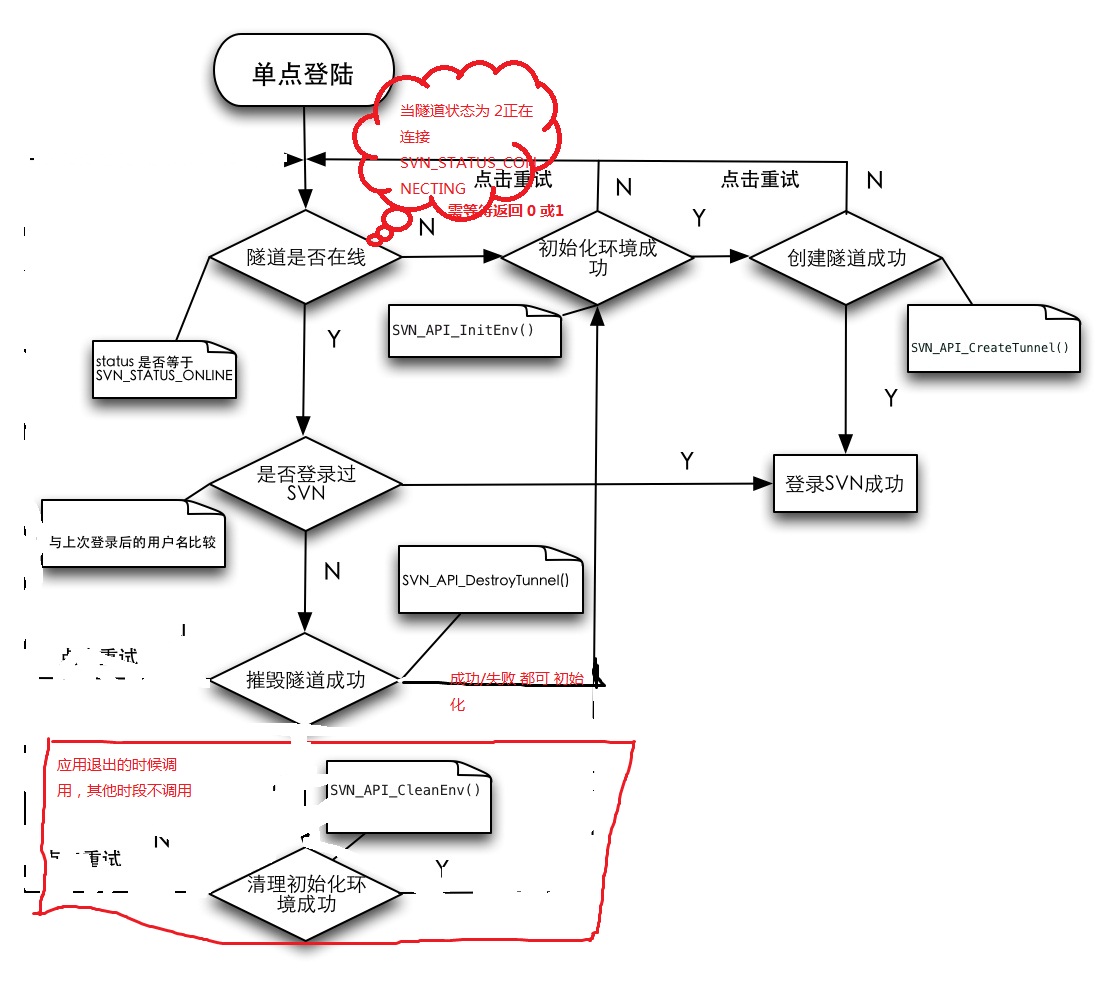 单点登陆
当隧道状态为 2正在
连接
SVN_STATUS_CON
NECTING
需等待返回 0 或1
点击重试
N
点击重试
N
N
Y
隧道是否在线
初始化环境成
功
创建隧道成功
SVN_API_InitEnv()
Y
SVN_API_CreateTunnel()
status 是否等于
SVN_STATUS_ONLINE
Y
Y
是否登录过
SVN
登录SVN成功
与上次登录后的用户名比较
N
SVN_API_DestroyTunnel()
重试
摧毁隧道成功
成功/失败 都可 初始
化
应用退出的时候调
用，其他时段不调用
SVN_API_CleanEnv()
N
重试
Y
清理初始化环
境成功